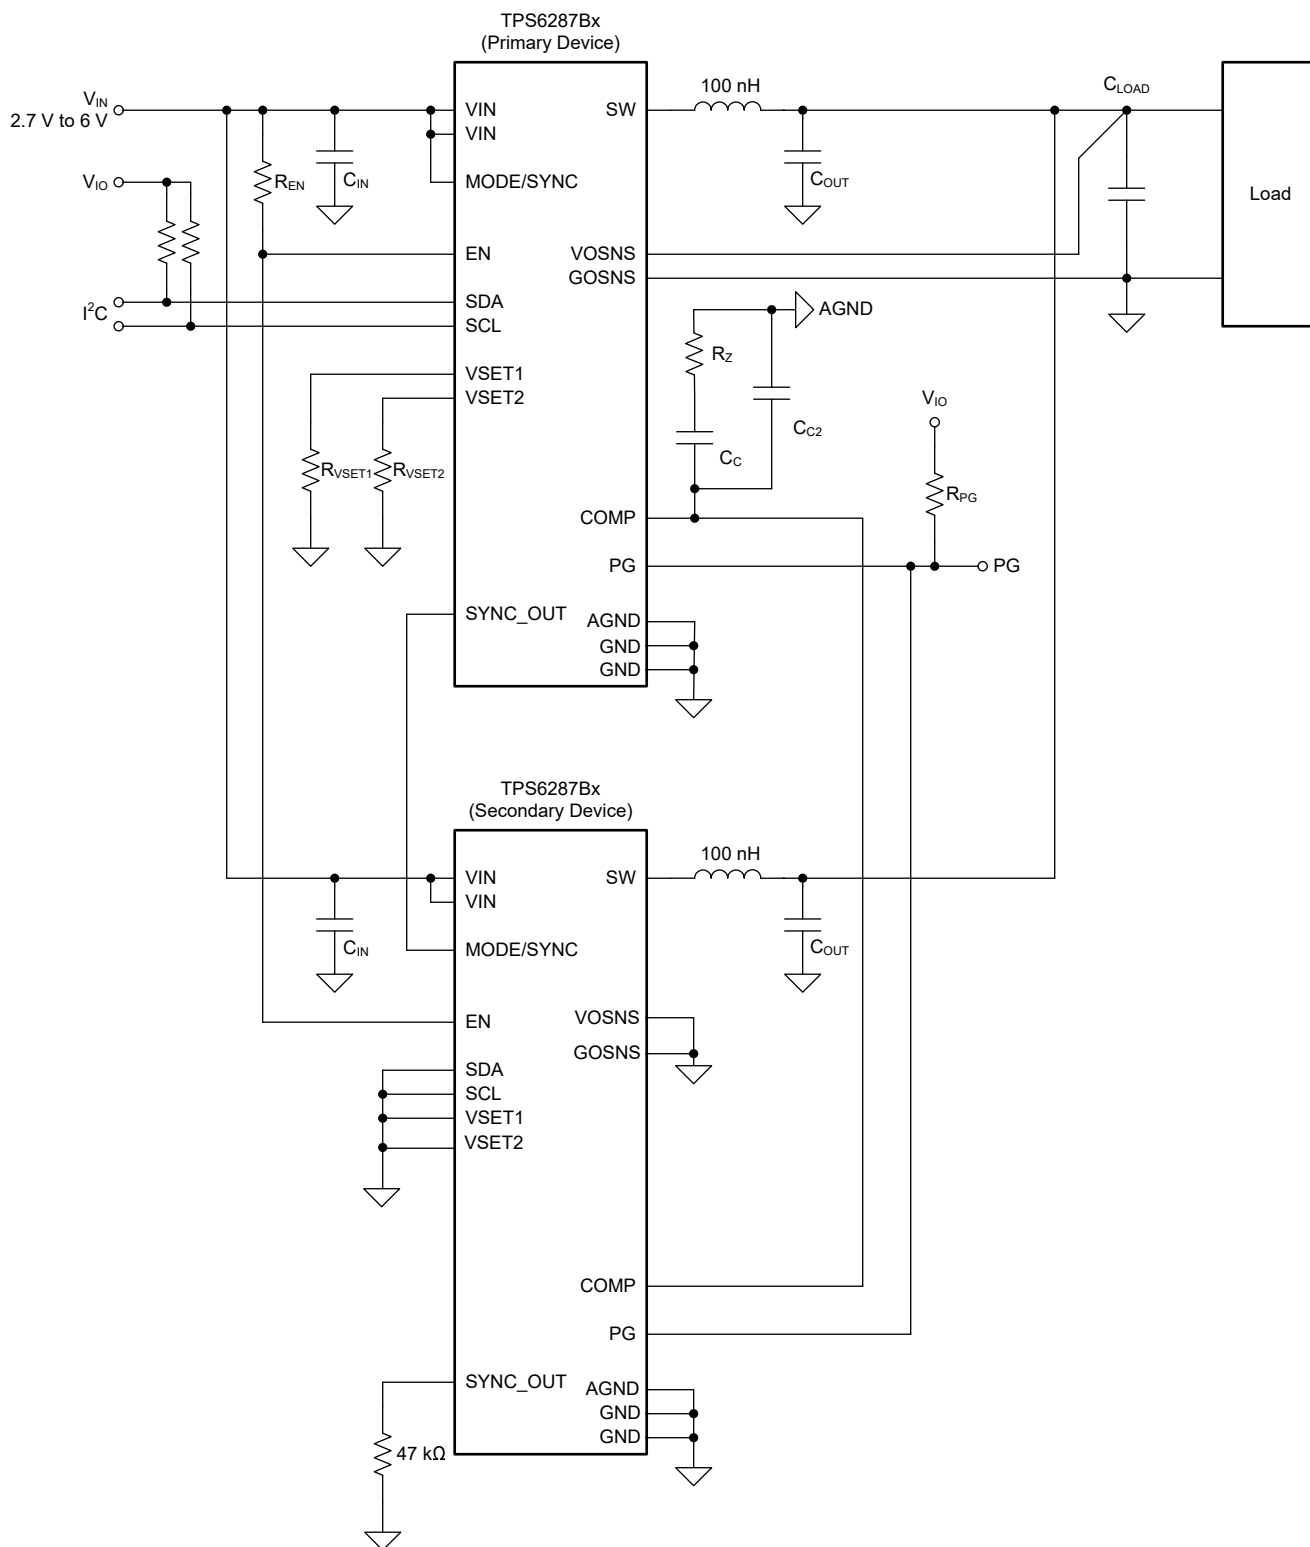 TPS6287Bx
(Primary Device)
VIN
2.7 V to 6 V
VIO
I2C
REN
CIN
VIN
VIN
MODE/SYNC
EN
SDA
SCL
VSET1
VSET2
RVSET1
RVSET2
SYNC_OUT
SW
VOSNS
GOSNS
COMP
PG
AGND
GND
GND
100 nH
COUT
CLOAD
Load
AGND
RZ
CC2
CC
VIO
RPG
PG
TPS6287Bx
(Secondary Device)
CIN
VIN
VIN
MODE/SYNC
EN
SDA
SCL
VSET1
VSET2
SYNC_OUT
47 kΩ
SW
VOSNS
GOSNS
COMP
PG
AGND
GND
GND
100 nH
COUT